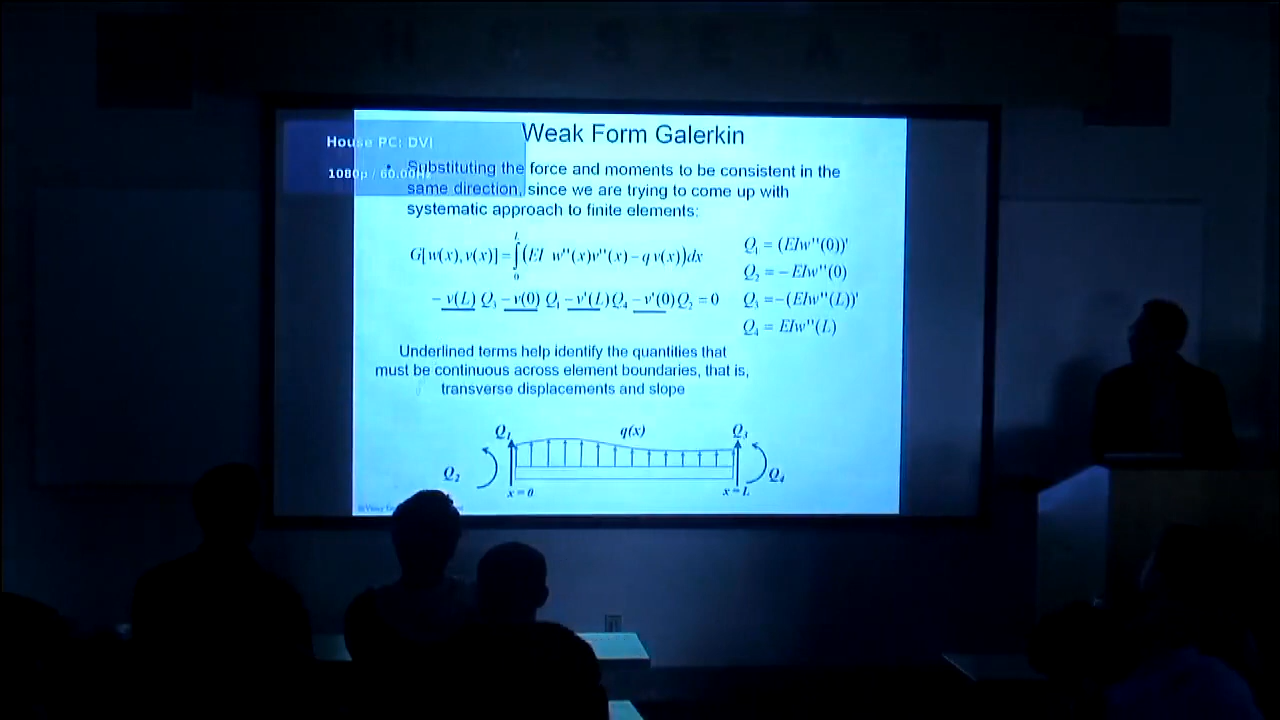 House PC: DVI
1080p / 60.00Hz
Weak Form Galerkin
• Substituting the force and moments to be consistent in the
same direction, since we are trying to come up with
systematic approach to finite elements:
G[w(x),v(x)] = ∫₀ᴸ (EI w''(x)v''(x) – q v(x))dx
– v(L) Q₃ – v(0) Q₁ – v'(L)Q₄ – v'(0)Q₂ = 0
Q₁ = (EIw''(0))'
Q₂ = – EIw''(0)
Q₃ = –(EIw''(L))'
Q₄ = EIw''(L)
Underlined terms help identify the quantities that
must be continuous across element boundaries, that is,
transverse displacements and slope
Q₁ q(x) Q₃
Q₂ Q₄
x = 0 x = L